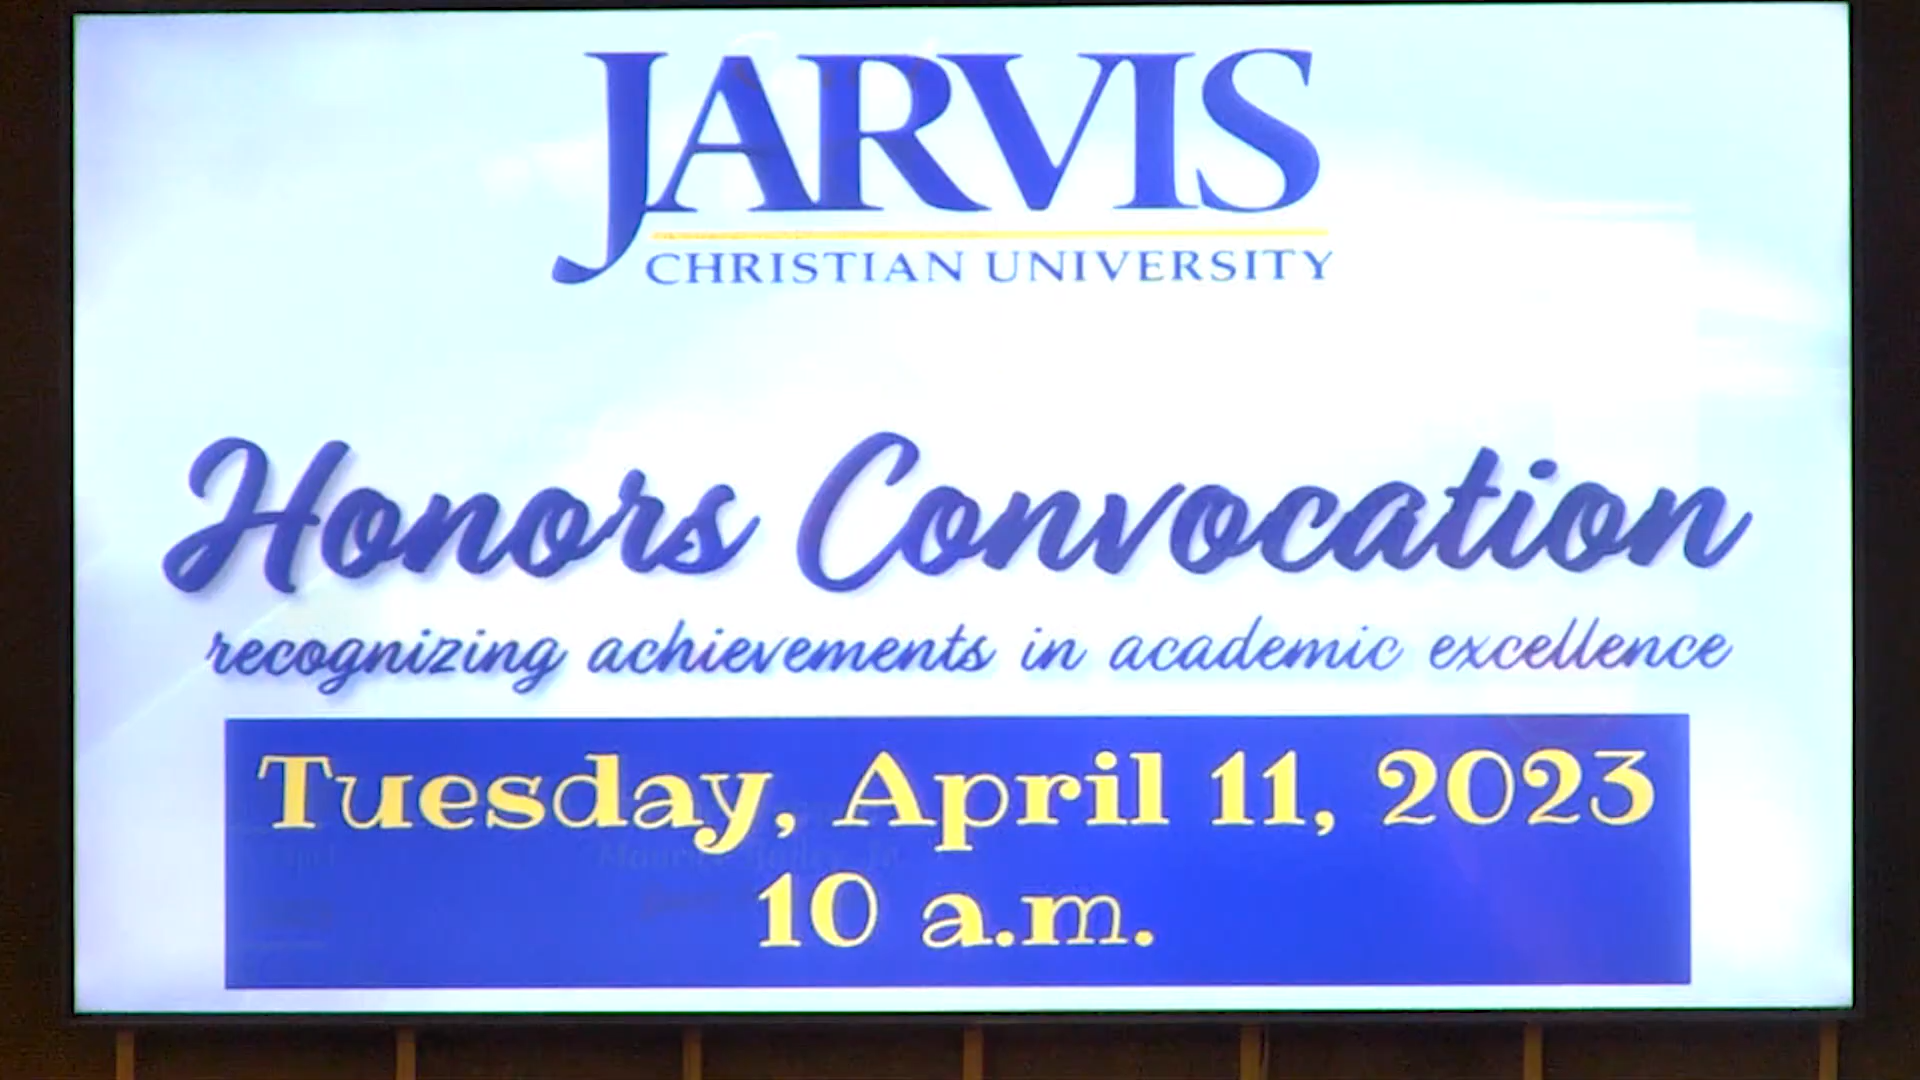 JARVIS
CHRISTIAN UNIVERSITY
Honors Convocation
recognizing achievements in academic excellence
Tuesday, April 11, 2023
10 a.m.